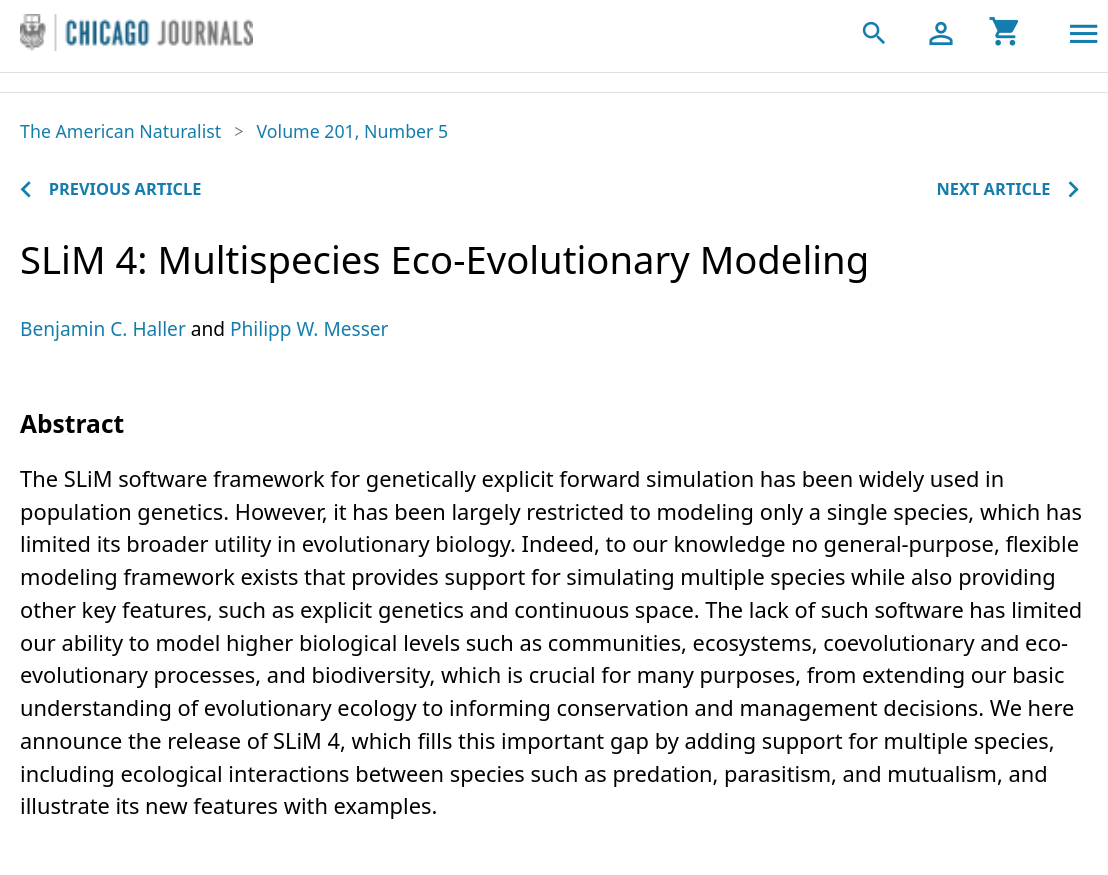 CHICAGO JOURNALS
The American Naturalist > Volume 201, Number 5
PREVIOUS ARTICLE
NEXT ARTICLE
SLiM 4: Multispecies Eco-Evolutionary Modeling
Benjamin C. Haller and Philipp W. Messer
Abstract
The SLiM software framework for genetically explicit forward simulation has been widely used in
population genetics. However, it has been largely restricted to modeling only a single species, which has
limited its broader utility in evolutionary biology. Indeed, to our knowledge no general-purpose, flexible
modeling framework exists that provides support for simulating multiple species while also providing
other key features, such as explicit genetics and continuous space. The lack of such software has limited
our ability to model higher biological levels such as communities, ecosystems, coevolutionary and eco-
evolutionary processes, and biodiversity, which is crucial for many purposes, from extending our basic
understanding of evolutionary ecology to informing conservation and management decisions. We here
announce the release of SLiM 4, which fills this important gap by adding support for multiple species,
including ecological interactions between species such as predation, parasitism, and mutualism, and
illustrate its new features with examples.